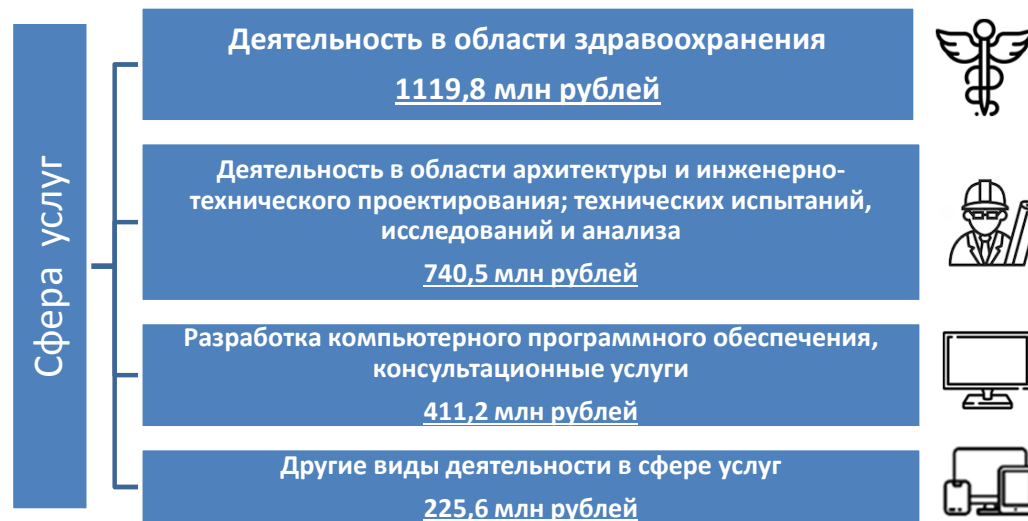 Сфера услуг
Деятельность в области здравоохранения
1119,8 млн рублей
Деятельность в области архитектуры и инженерно-
технического проектирования; технических испытаний,
исследований и анализа
740,5 млн рублей
Разработка компьютерного программного обеспечения,
консультационные услуги
411,2 млн рублей
Другие виды деятельности в сфере услуг
225,6 млн рублей